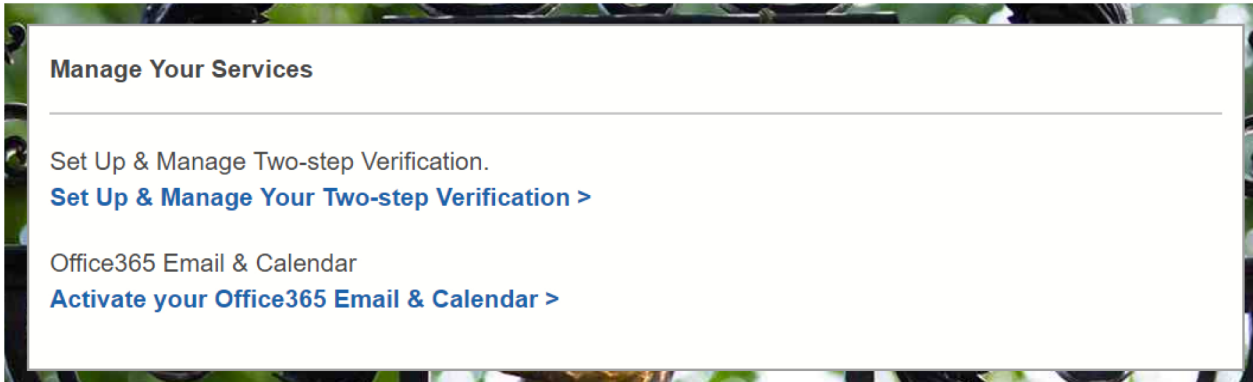 Manage Your Services
Set Up & Manage Two-step Verification.
Set Up & Manage Your Two-step Verification >
Office365 Email & Calendar
Activate your Office365 Email & Calendar >